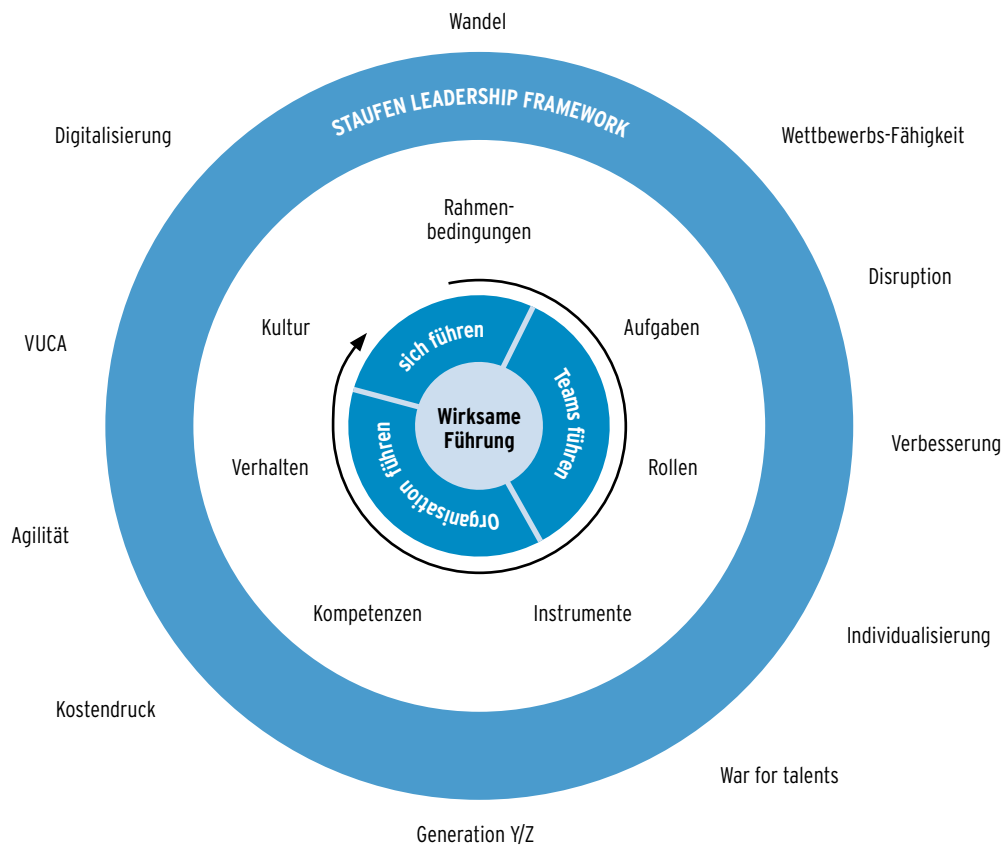 Wandel
STAUFEN LEADERSHIP FRAMEWORK
Digitalisierung
Wettbewerbs-Fähigkeit
Rahmen-
bedingungen
Disruption
Kultur
Aufgaben
VUCA
sich führen
Teams führen
Wirksame
Führung
Organisation führen
Verbesserung
Verhalten
Rollen
Agilität
Kompetenzen
Instrumente
Individualisierung
Kostendruck
War for talents
Generation Y/Z